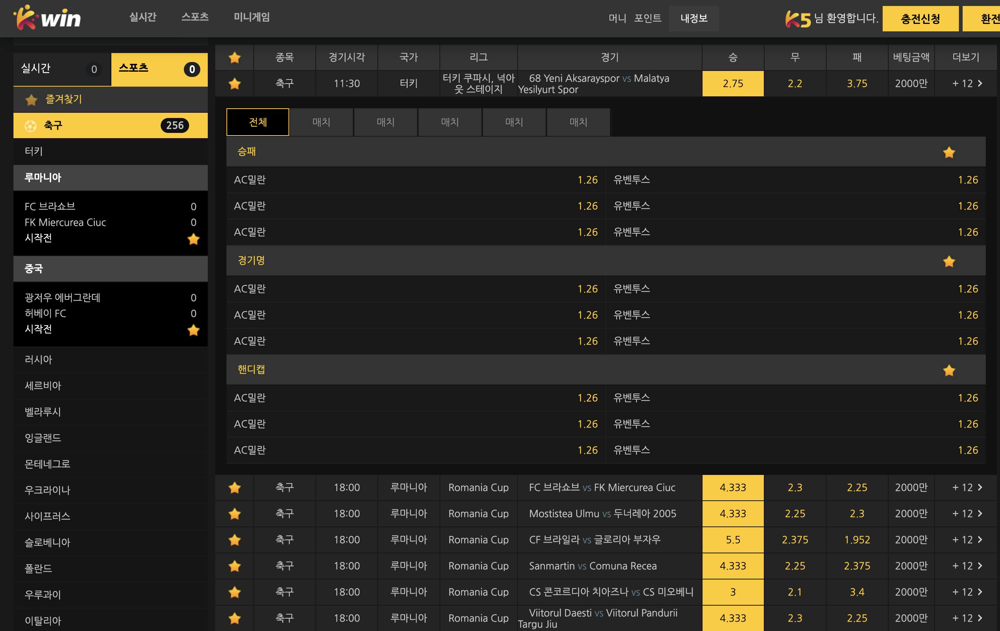 Kwin 실시간 스포츠 미니게임 머니 포인트 내정보 K5 님 환영합니다. 충전신청 환전
실시간 0 스포츠 0
즐겨찾기
축구 256
터키
루마니아
FC 브라쇼브 0
FK Miercurea Ciuc 0
시작전
중국
광저우 에버그란데 0
허베이 FC 0
시작전
러시아
세르비아
벨라루시
잉글랜드
몬테네그로
우크라이나
사이프러스
슬로베니아
폴란드
우루과이
이탈리아
종목 경기시각 국가 리그 경기 승 무 패 베팅금액 더보기
축구 11:30 터키 터키 쿠파시, 넉아웃 스테이지 68 Yeni Aksarayspor vs Malatya Yesilyurt Spor 2.75 2.2 3.75 2000만 + 12 >
전체 매치 매치 매치 매치 매치
승패
AC밀란 1.26 유벤투스 1.26
AC밀란 1.26 유벤투스 1.26
AC밀란 1.26 유벤투스 1.26
경기명
AC밀란 1.26 유벤투스 1.26
AC밀란 1.26 유벤투스 1.26
AC밀란 1.26 유벤투스 1.26
핸디캡
AC밀란 1.26 유벤투스 1.26
AC밀란 1.26 유벤투스 1.26
AC밀란 1.26 유벤투스 1.26
축구 18:00 루마니아 Romania Cup FC 브라쇼브 vs FK Miercurea Ciuc 4.333 2.3 2.25 2000만 + 12 >
축구 18:00 루마니아 Romania Cup Mostistea Ulmu vs 두너레아 2005 4.333 2.25 2.3 2000만 + 12 >
축구 18:00 루마니아 Romania Cup CF 브라일라 vs 글로리아 부자우 5.5 2.375 1.952 2000만 + 12 >
축구 18:00 루마니아 Romania Cup Sanmartin vs Comuna Recea 4.333 2.25 2.375 2000만 + 12 >
축구 18:00 루마니아 Romania Cup CS 콘코르디아 치아즈나 vs CS 미오베니 3 2.1 3.4 2000만 + 12 >
축구 18:00 루마니아 Romania Cup Viitorul Daesti vs Viitorul Pandurii Targu Jiu 4.333 2.3 2.25 2000만 + 12 >